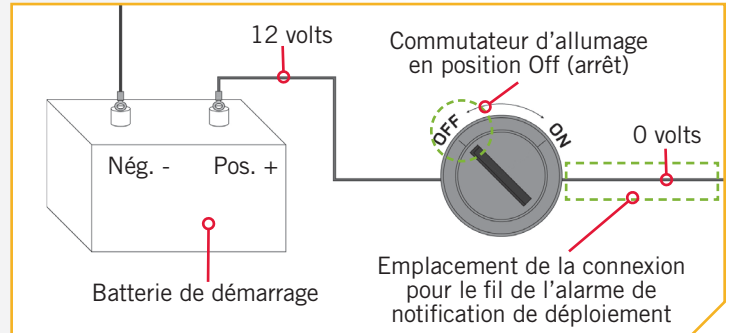 12 volts
Commutateur d'allumage
en position Off (arrêt)
OFF
ON
0 volts
Nég. -
Pos. +
Batterie de démarrage
Emplacement de la connexion
pour le fil de l'alarme de
notification de déploiement